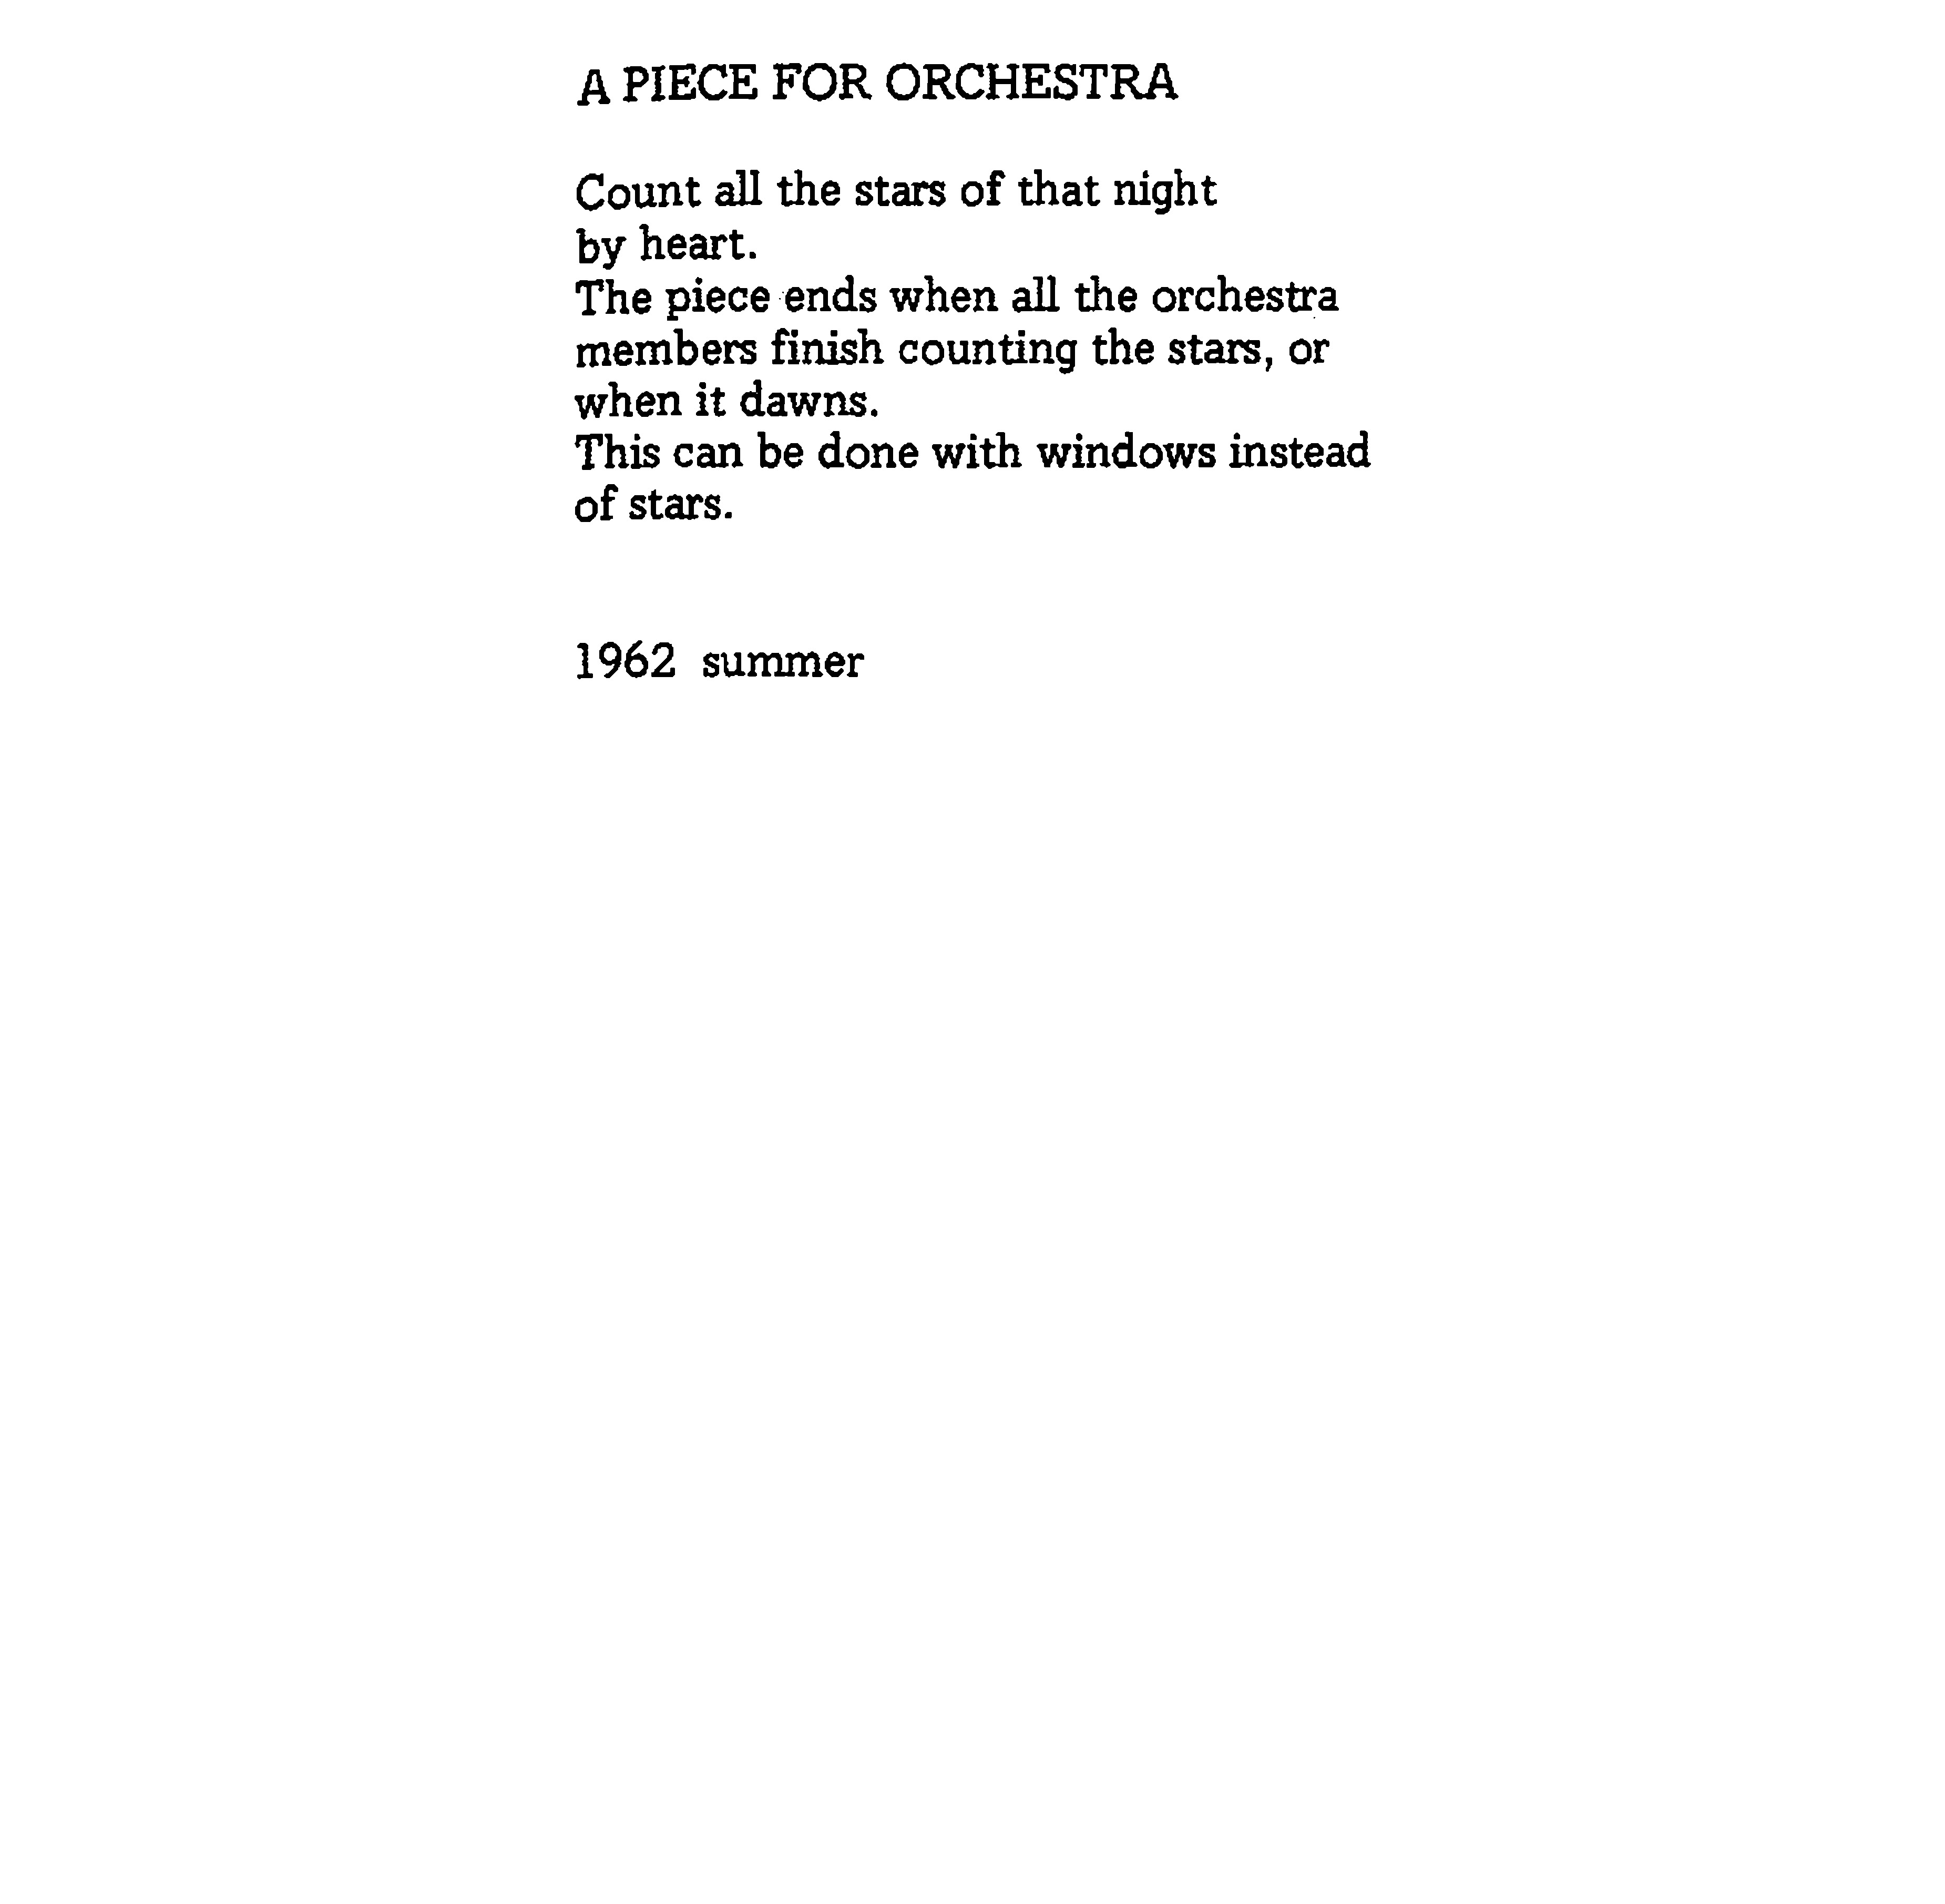 A PIECE FOR ORCHESTRA
Count all the stars of that night
by heart.
The piece ends when all the orchestra
members finish counting the stars, or
when it dawns.
This can be done with windows instead
of stars.
1962 summer